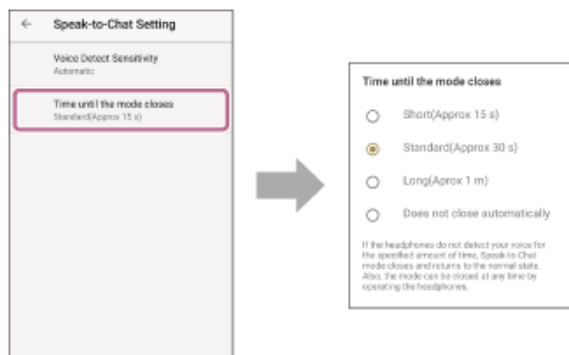 Speak-to-Chat Setting
Voice Detect Sensitivity
Automatic
Time until the mode closes
Standard(Approx 15 s)
Time until the mode closes
Short(Approx 15 s)
Standard(Approx 30 s)
Long(Aprox 1 m)
Does not close automatically
If the headphones do not detect your voice for
the specified amount of time, Speak-to-Chat
mode closes and returns to the normal state.
Also, the mode can be closed at any time by
operating the headphones.